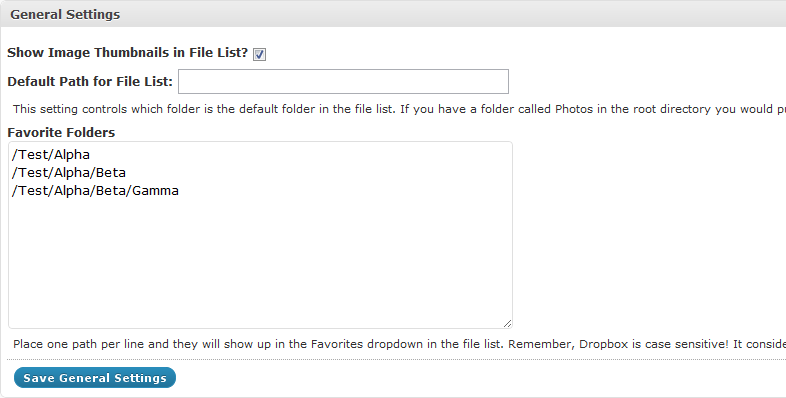 General Settings
Show Image Thumbnails in File List?
Default Path for File List:
This setting controls which folder is the default folder in the file list. If you have a folder called Photos in the root directory you would
Favorite Folders
/Test/Alpha
/Test/Alpha/Beta
/Test/Alpha/Beta/Gamma
Place one path per line and they will show up in the Favorites dropdown in the file list. Remember, Dropbox is case sensitive! It
Save General Settings